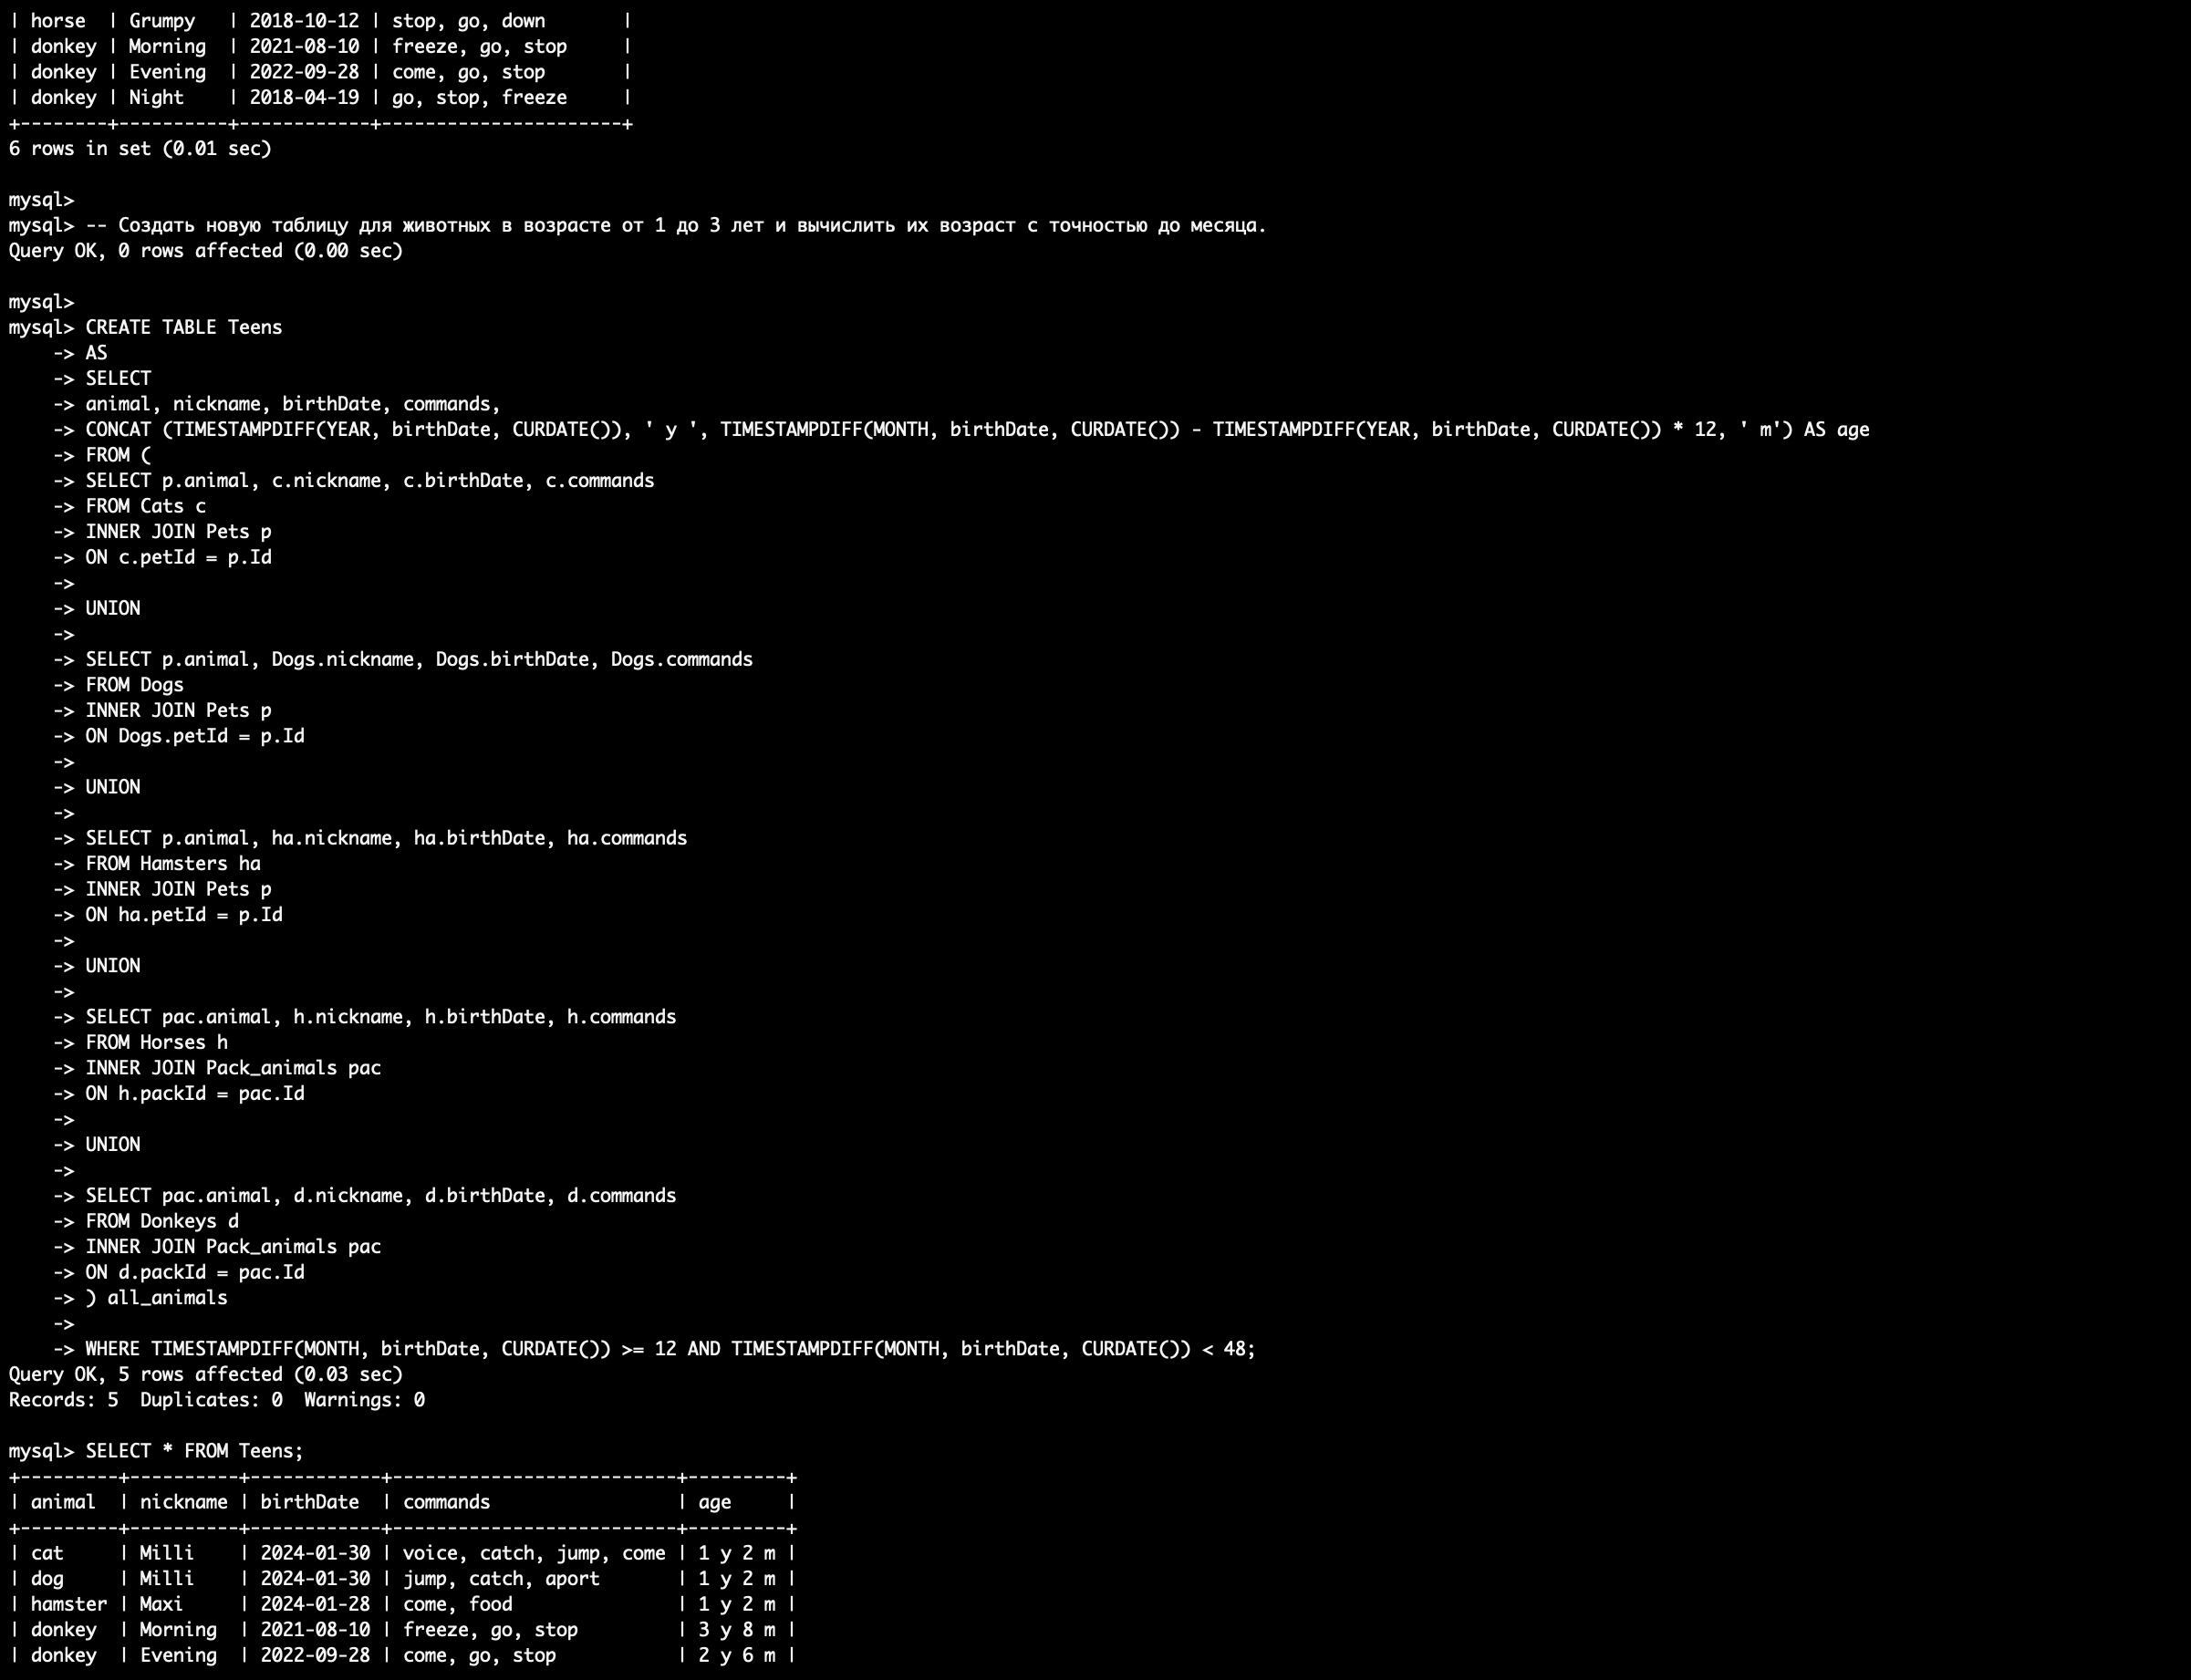 | horse  | Grumpy   | 2018-10-12 | stop, go, down       |
| donkey | Morning  | 2021-08-10 | freeze, go, stop     |
| donkey | Evening  | 2022-09-28 | come, go, stop       |
| donkey | Night    | 2018-04-19 | go, stop, freeze     |
+--------+----------+------------+----------------------+
6 rows in set (0.01 sec)
mysql>
mysql> -- Создать новую таблицу для животных в возрасте от 1 до 3 лет и вычислить их возраст с точностью до месяца.
Query OK, 0 rows affected (0.00 sec)
mysql>
mysql> CREATE TABLE Teens
    -> AS
    -> SELECT
    -> animal, nickname, birthDate, commands,
    -> CONCAT (TIMESTAMPDIFF(YEAR, birthDate, CURDATE()), ' y ', TIMESTAMPDIFF(MONTH, birthDate, CURDATE()) - TIMESTAMPDIFF(YEAR, birthDate, CURDATE()) * 12, ' m') AS age
    -> FROM (
    -> SELECT p.animal, c.nickname, c.birthDate, c.commands
    -> FROM Cats c
    -> INNER JOIN Pets p
    -> ON c.petId = p.Id
    ->
    -> UNION
    ->
    -> SELECT p.animal, Dogs.nickname, Dogs.birthDate, Dogs.commands
    -> FROM Dogs
    -> INNER JOIN Pets p
    -> ON Dogs.petId = p.Id
    ->
    -> UNION
    ->
    -> SELECT p.animal, ha.nickname, ha.birthDate, ha.commands
    -> FROM Hamsters ha
    -> INNER JOIN Pets p
    -> ON ha.petId = p.Id
    ->
    -> UNION
    ->
    -> SELECT pac.animal, h.nickname, h.birthDate, h.commands
    -> FROM Horses h
    -> INNER JOIN Pack_animals pac
    -> ON h.packId = pac.Id
    ->
    -> UNION
    ->
    -> SELECT pac.animal, d.nickname, d.birthDate, d.commands
    -> FROM Donkeys d
    -> INNER JOIN Pack_animals pac
    -> ON d.packId = pac.Id
    -> ) all_animals
    ->
    -> WHERE TIMESTAMPDIFF(MONTH, birthDate, CURDATE()) >= 12 AND TIMESTAMPDIFF(MONTH, birthDate, CURDATE()) < 48;
Query OK, 5 rows affected (0.03 sec)
Records: 5  Duplicates: 0  Warnings: 0
mysql> SELECT * FROM Teens;
+---------+----------+------------+--------------------------+---------+
| animal  | nickname | birthDate  | commands                 | age     |
+---------+----------+------------+--------------------------+---------+
| cat     | Milli    | 2024-01-30 | voice, catch, jump, come | 1 y 2 m |
| dog     | Milli    | 2024-01-30 | jump, catch, aport       | 1 y 2 m |
| hamster | Maxi     | 2024-01-28 | come, food               | 1 y 2 m |
| donkey  | Morning  | 2021-08-10 | freeze, go, stop         | 3 y 8 m |
| donkey  | Evening  | 2022-09-28 | come, go, stop           | 2 y 6 m |